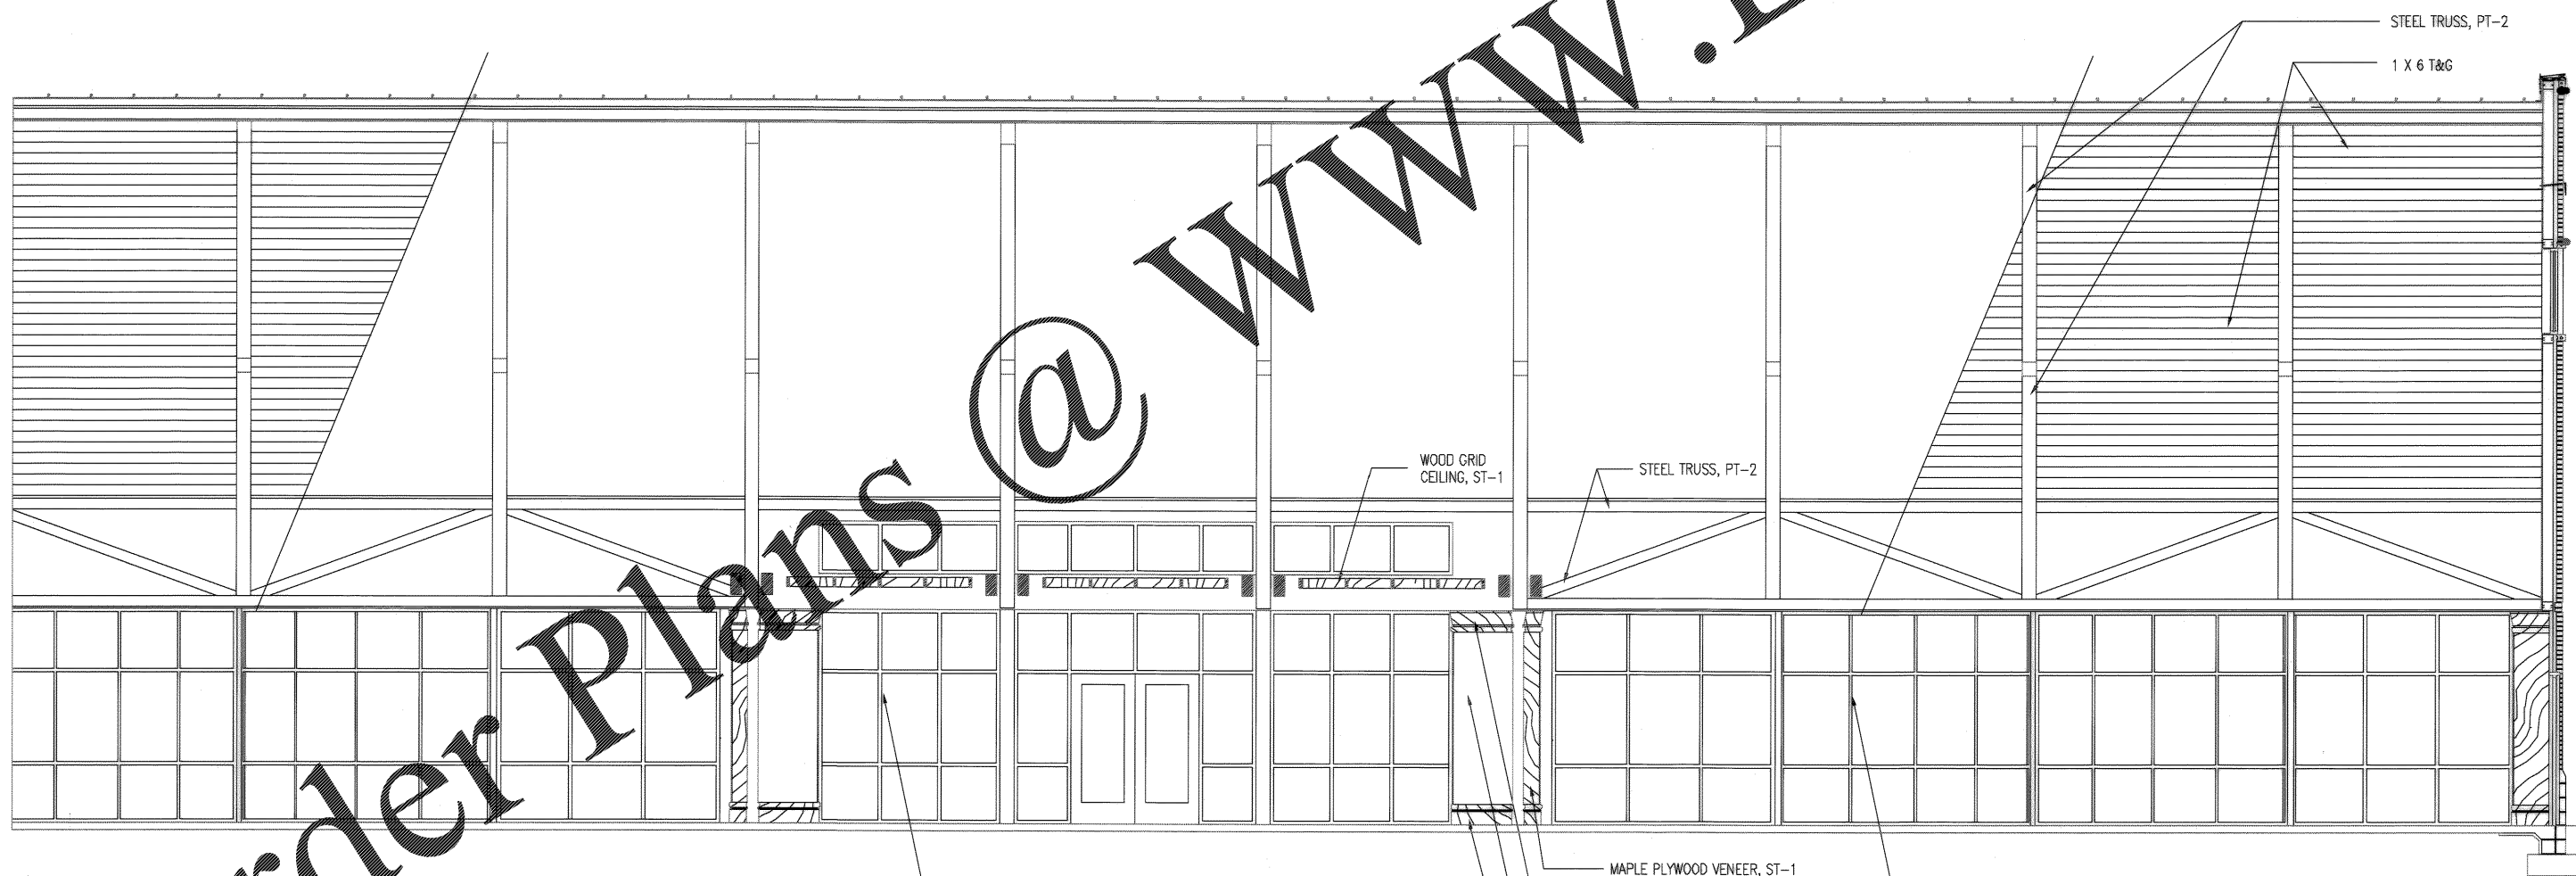 STEEL TRUSS, PT-2
1 X 6 T&G
WOOD GRID
CEILING, ST-1
STEEL TRUSS, PT-2
MAPLE PLYWOOD VENEER, ST-1
rder Plans @ www.